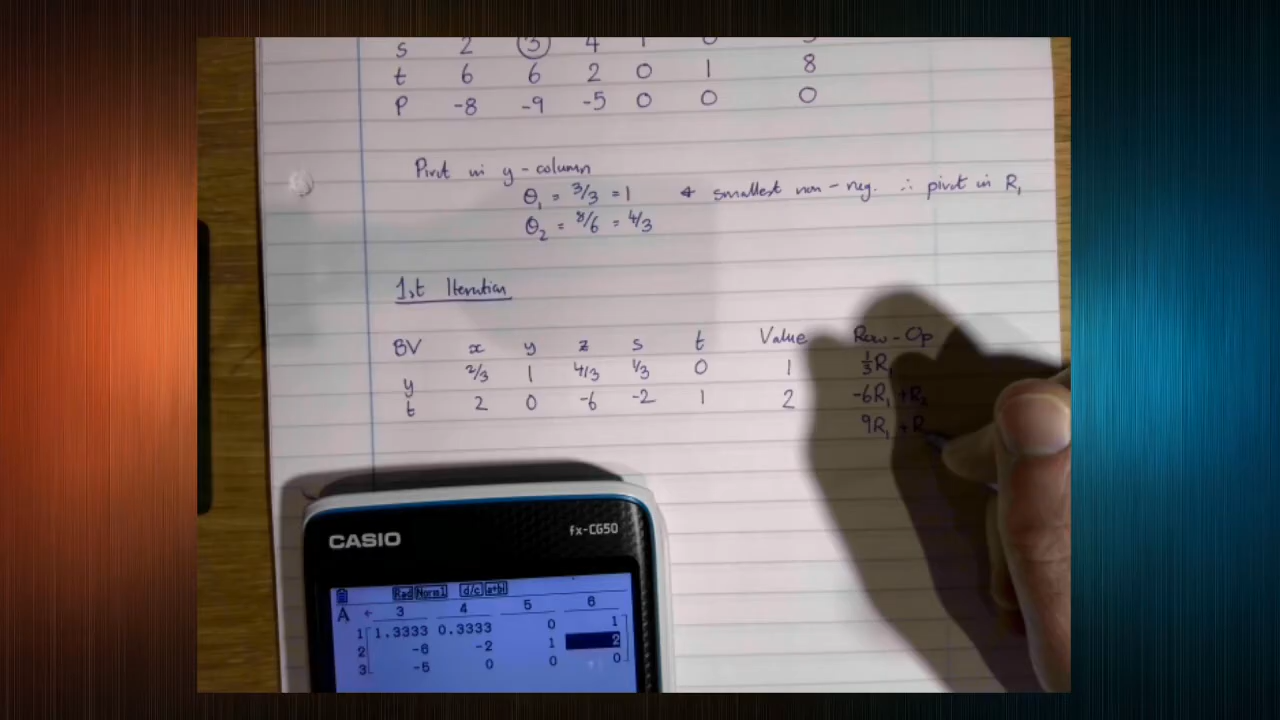 s 2 3 4 1 0
t 6 6 2 0 1 8
P -8 -9 -5 0 0 0
Pivot in y-column
θ₁ = 3/3 = 1 ← smallest non-neg. ∴ pivot in R₁
θ₂ = 8/6 = 4/3
1st Iteration
BV x y z s t Value Row-Op
y 2/3 1 4/3 1/3 0 1 1/3R₁
t 2 0 -6 -2 1 2 -6R₁ +R₂
9R₁ +R
CASIO fx-CG50
Rad Norm1 d/c a+bi
A ← 3 4 5 6
1 1.3333 0.3333 0 1
2 -6 -2 1 2
3 -5 0 0 0